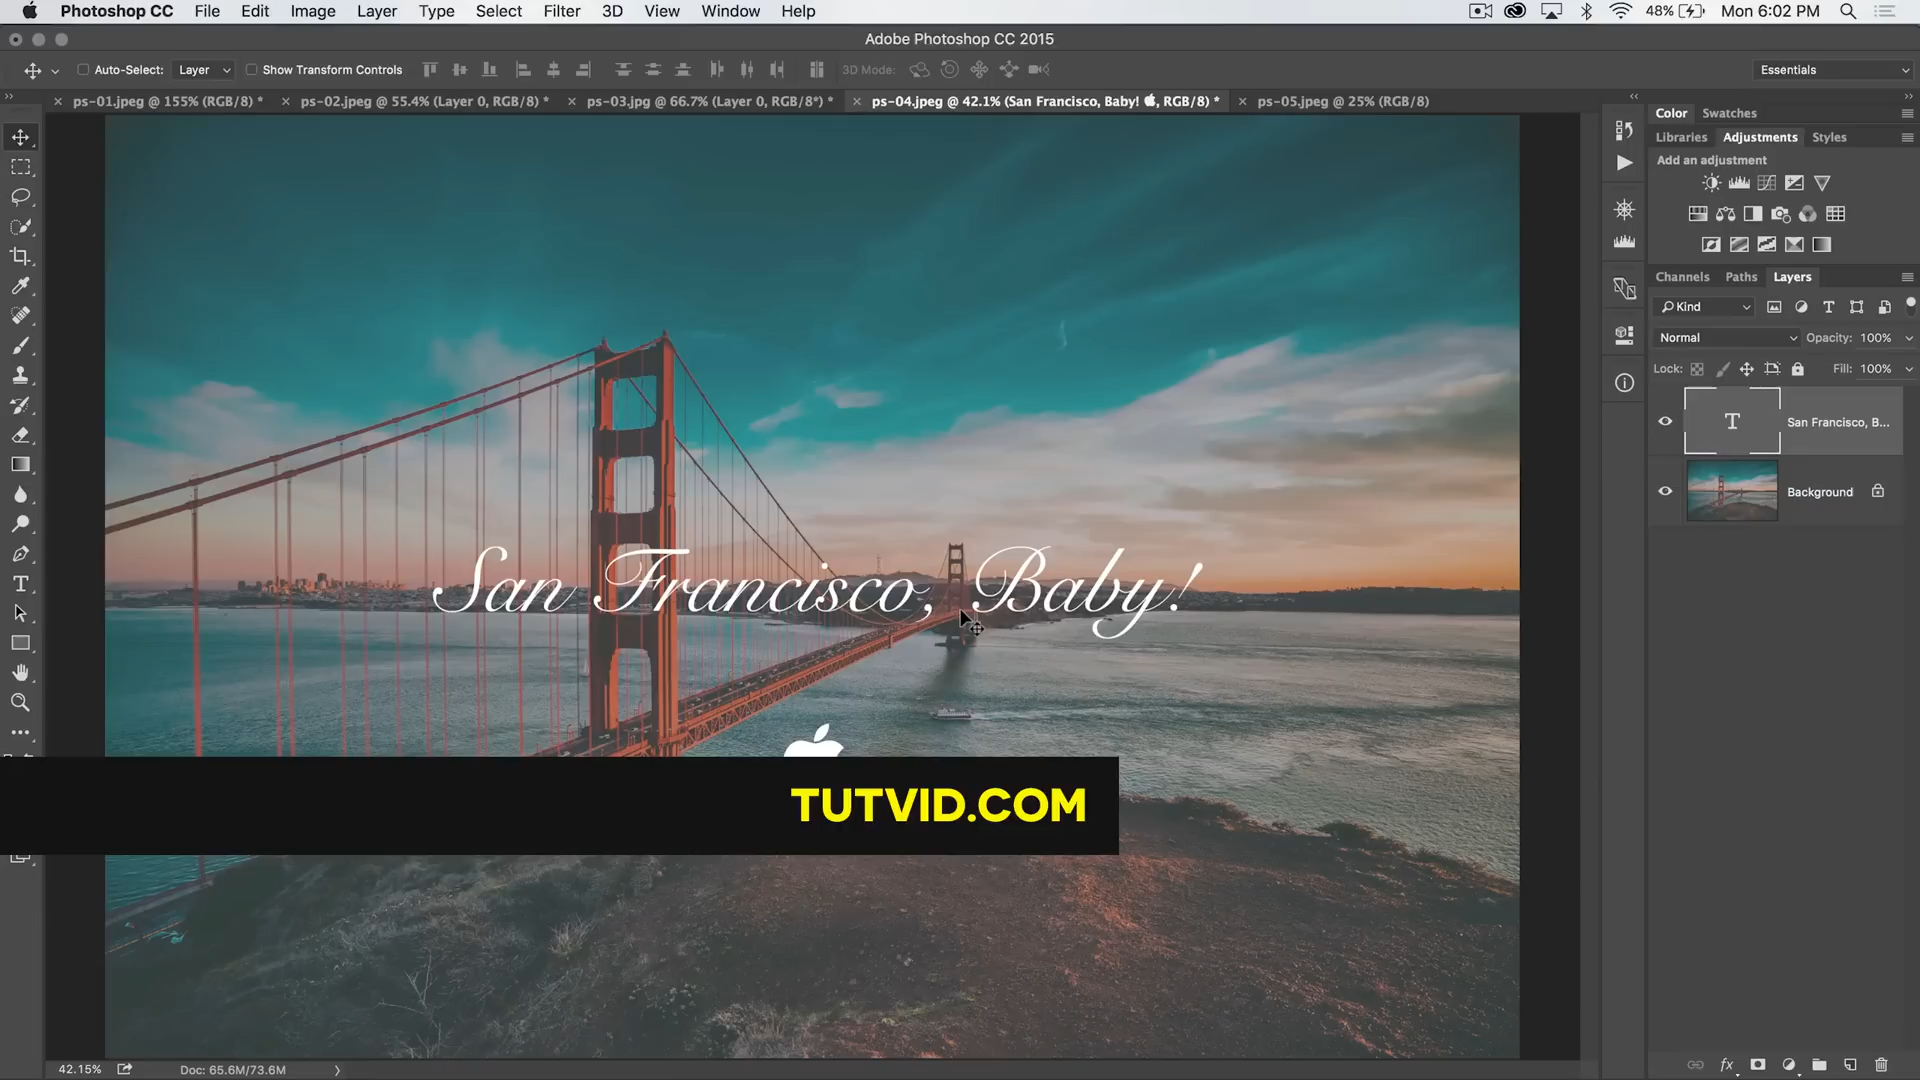 Photoshop CC File Edit Image Layer Type Select Filter 3D View Window Help 48% Mon 6:02 PM
Adobe Photoshop CC 2015
Auto-Select: Layer Show Transform Controls 3D Mode: Essentials
ps-01.jpeg @ 155% (RGB/8) * ps-02.jpeg @ 55.4% (Layer 0, RGB/8) * ps-03.jpg @ 66.7% (Layer 0, RGB/8*) * ps-04.jpeg @ 42.1% (San Francisco, Baby! , RGB/8) * ps-05.jpeg @ 25% (RGB/8)
Color Swatches
Libraries Adjustments Styles
Add an adjustment
Channels Paths Layers
Kind
Normal Opacity: 100%
Lock: Fill: 100%
San Francisco, B...
Background
San Francisco, Baby!
TUTVID.COM
42.15% Doc: 65.6M/73.6M